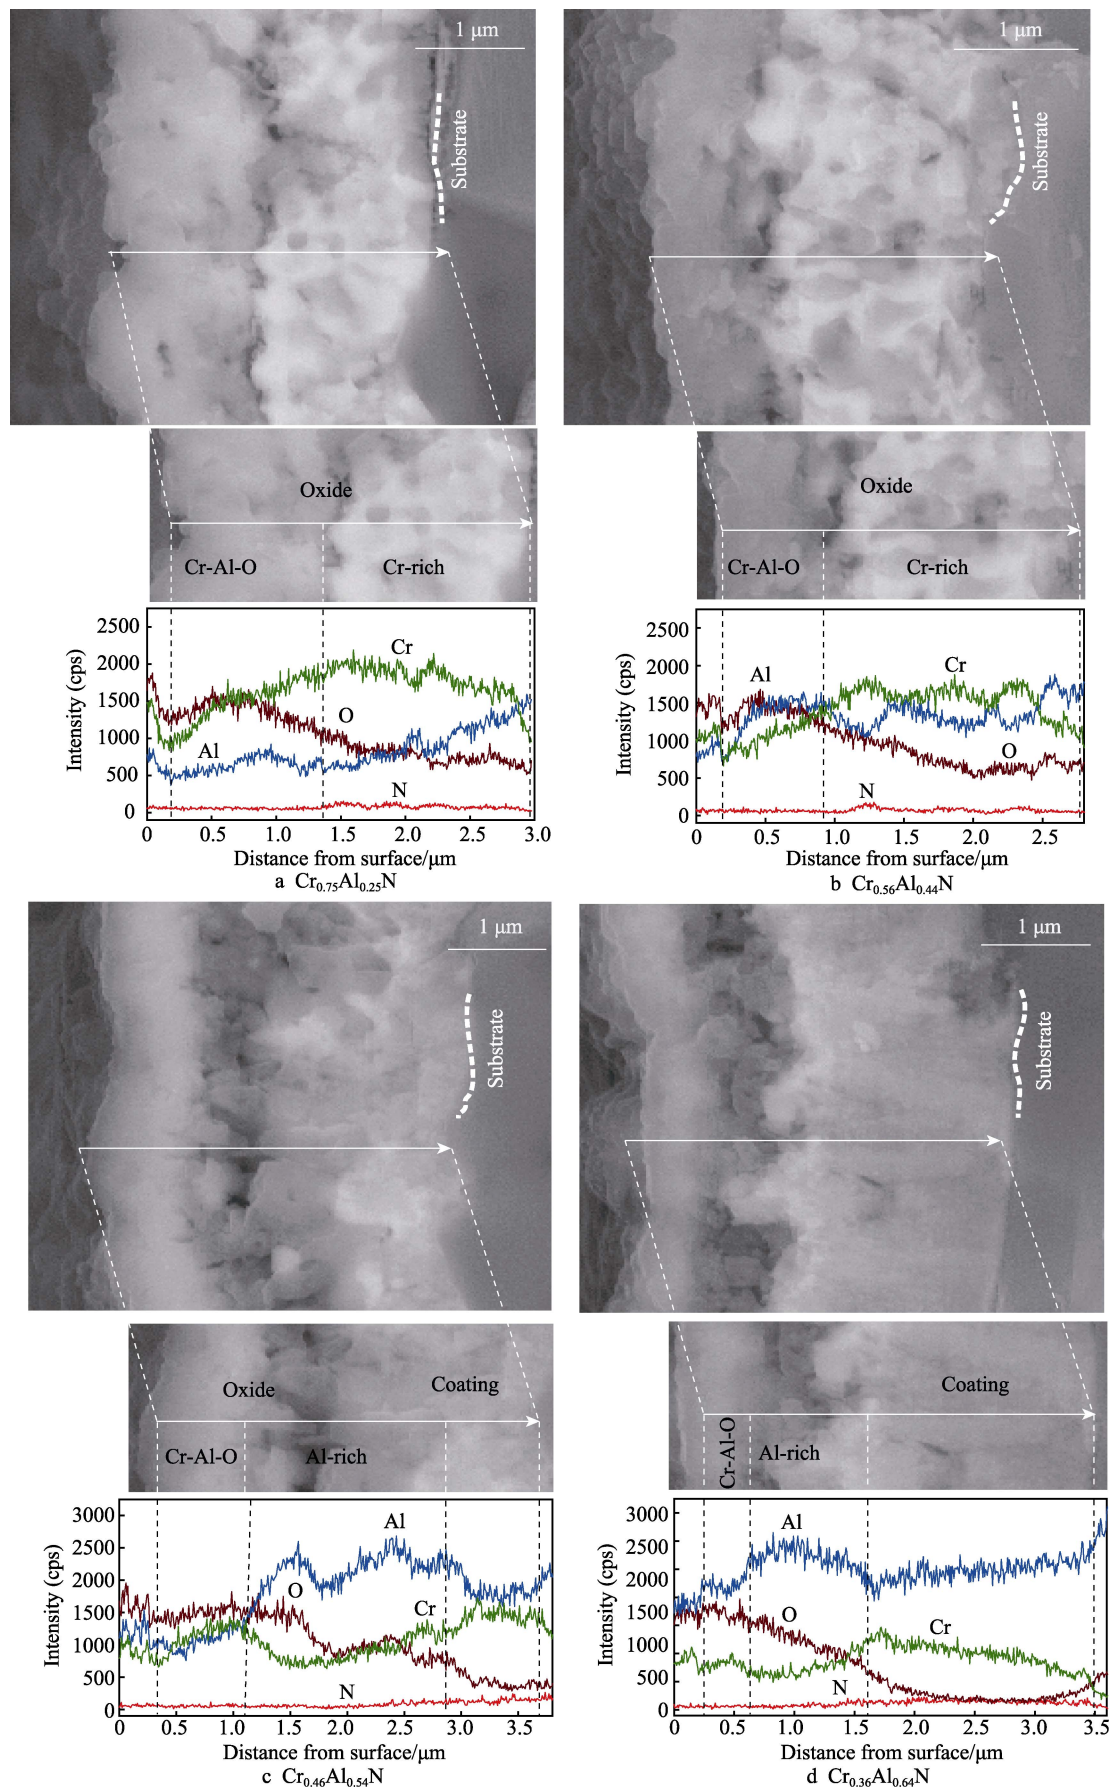 1 μm
Substrate
Oxide
Cr-Al-O
Cr-rich
2500
2000
1500
1000
500
0
Intensity (cps)
Cr
O
Al
N
0 0.5 1.0 1.5 2.0 2.5 3.0
Distance from surface/μm
a Cr0.75Al0.25N
1 μm
Substrate
Oxide
Cr-Al-O
Cr-rich
2500
2000
1500
1000
500
0
Intensity (cps)
Al
Cr
O
N
0 0.5 1.0 1.5 2.0 2.5
Distance from surface/μm
b Cr0.56Al0.44N
1 μm
Substrate
Oxide
Coating
Cr-Al-O
Al-rich
3000
2500
2000
1500
1000
500
0
Intensity (cps)
Al
O
Cr
N
0 0.5 1.0 1.5 2.0 2.5 3.0 3.5
Distance from surface/μm
c Cr0.46Al0.54N
1 μm
Substrate
Coating
Cr-Al-O
Al-rich
3000
2500
2000
1500
1000
500
0
Intensity (cps)
Al
O
Cr
N
0 0.5 1.0 1.5 2.0 2.5 3.0 3.5
Distance from surface/μm
d Cr0.36Al0.64N